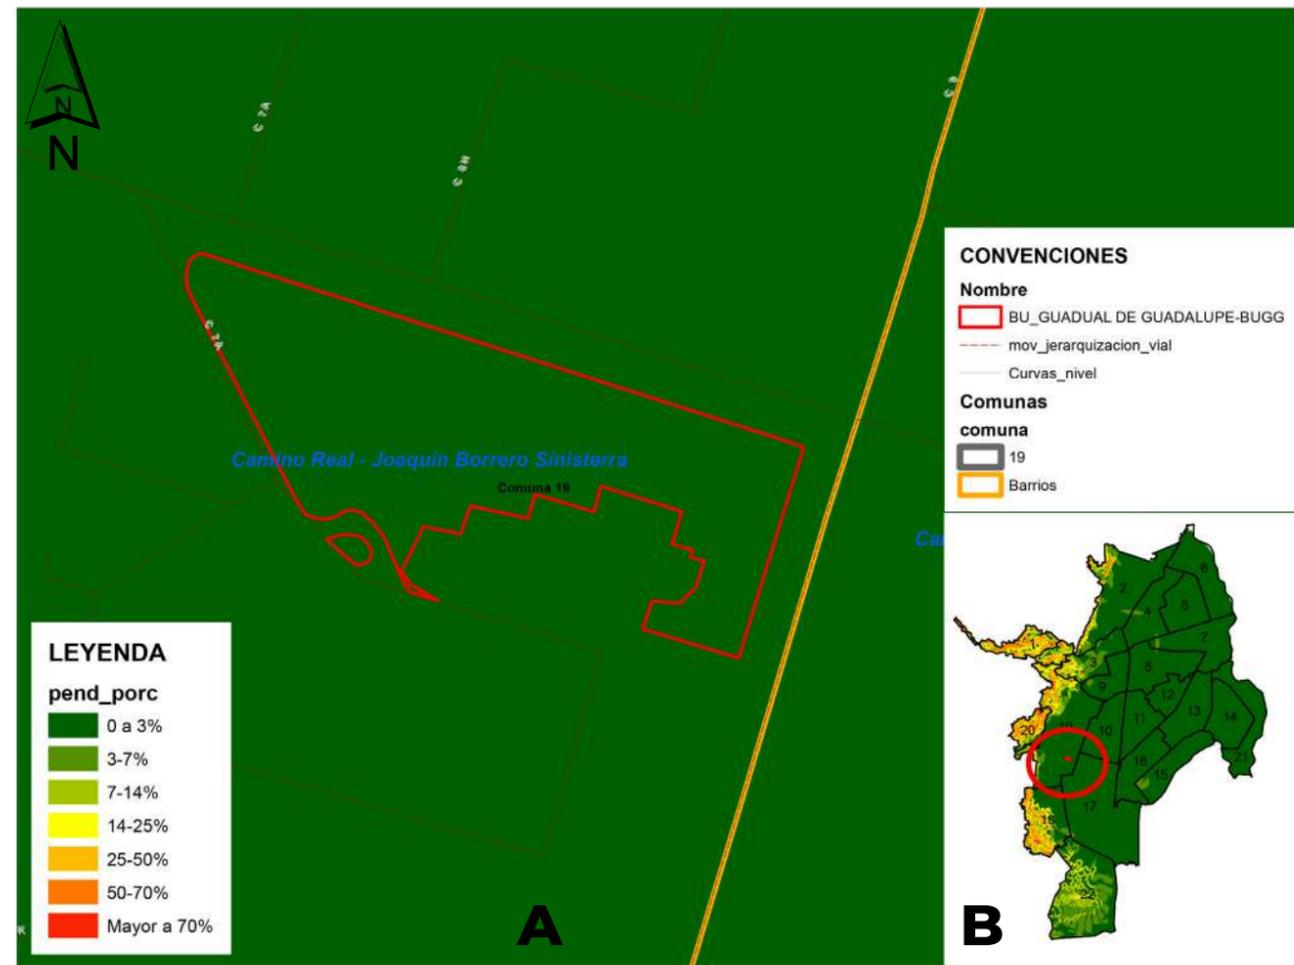 N
N
C 7A
C 8N
C 9
C 7A
Camino Real - Joaquin Borrero Sinisterra
Comuna 19
Ca
CONVENCIONES
Nombre
BU_GUADUAL DE GUADALUPE-BUGG
mov_jerarquizacion_vial
Curvas_nivel
Comunas
comuna
19
Barrios
LEYENDA
pend_porc
0 a 3%
3-7%
7-14%
14-25%
25-50%
50-70%
Mayor a 70%
A
6
2
5
4
7
1
3
8
9
12
20
19
10
11
13
14
16
15
21
17
18
22
B